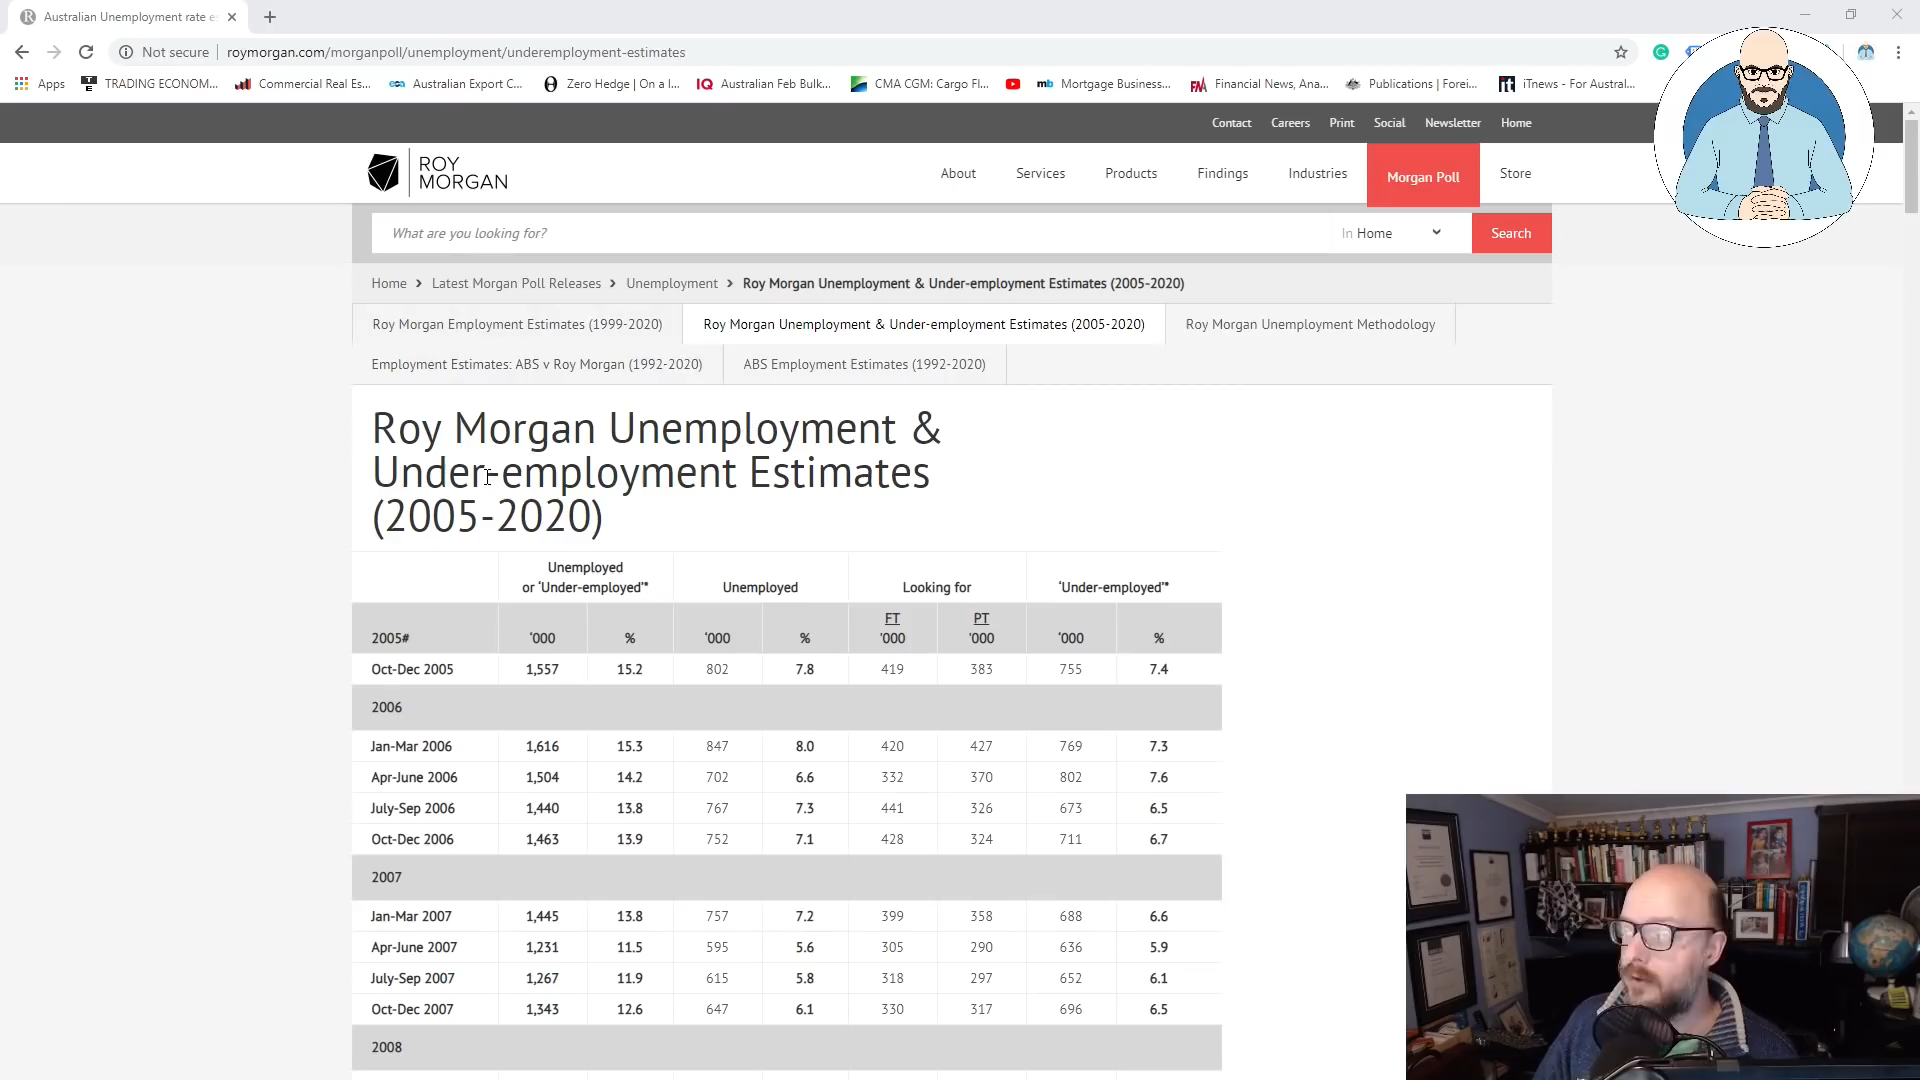 Australian Unemployment rate es
Not secure roymorgan.com/morganpoll/unemployment/underemployment-estimates
Apps TRADING ECONOM... Commercial Real Es... Australian Export C... Zero Hedge | On a l... IQ Australian Feb Bulk... CMA CGM: Cargo Fl... mb Mortgage Business... FM Financial News, Ana... Publications | Forei... it iTnews - For Austral...
Contact Careers Print Social Newsletter Home
ROY
MORGAN
About Services Products Findings Industries Morgan Poll Store
What are you looking for? In Home Search
Home > Latest Morgan Poll Releases > Unemployment > Roy Morgan Unemployment & Under-employment Estimates (2005-2020)
Roy Morgan Employment Estimates (1999-2020) Roy Morgan Unemployment & Under-employment Estimates (2005-2020) Roy Morgan Unemployment Methodology
Employment Estimates: ABS v Roy Morgan (1992-2020) ABS Employment Estimates (1992-2020)
Roy Morgan Unemployment &
Under-employment Estimates
(2005-2020)
Unemployed
or ‘Under-employed’* Unemployed Looking for ‘Under-employed’*
FT PT
2005# ‘000 % ‘000 % '000 '000 ‘000 %
Oct-Dec 2005 1,557 15.2 802 7.8 419 383 755 7.4
2006
Jan-Mar 2006 1,616 15.3 847 8.0 420 427 769 7.3
Apr-June 2006 1,504 14.2 702 6.6 332 370 802 7.6
July-Sep 2006 1,440 13.8 767 7.3 441 326 673 6.5
Oct-Dec 2006 1,463 13.9 752 7.1 428 324 711 6.7
2007
Jan-Mar 2007 1,445 13.8 757 7.2 399 358 688 6.6
Apr-June 2007 1,231 11.5 595 5.6 305 290 636 5.9
July-Sep 2007 1,267 11.9 615 5.8 318 297 652 6.1
Oct-Dec 2007 1,343 12.6 647 6.1 330 317 696 6.5
2008